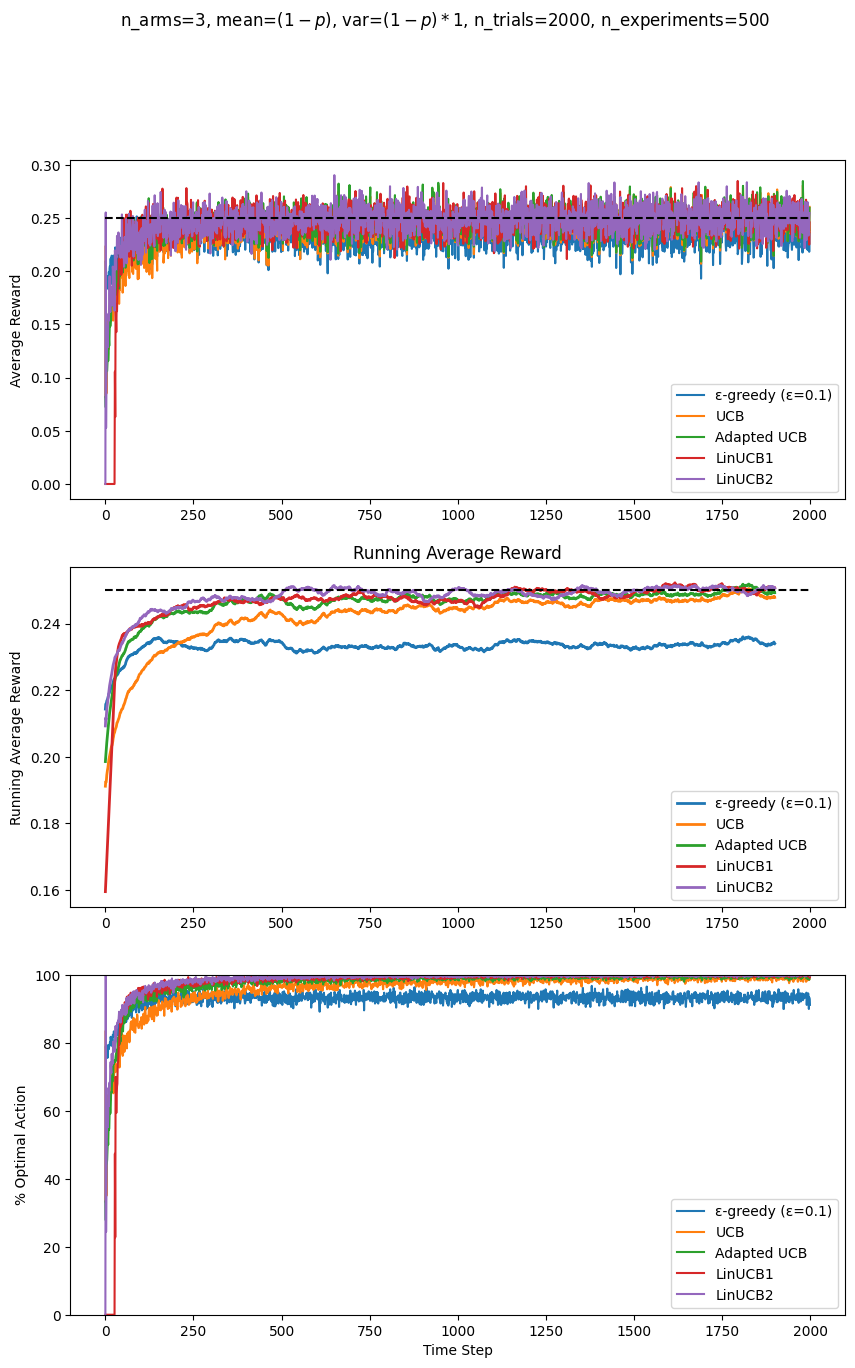 n_arms=3, mean=(1 − p), var=(1 − p) * 1, n_trials=2000, n_experiments=500
0.30
0.25
0.20
0.15
0.10
0.05
0.00
Average Reward
ε-greedy (ε=0.1)
UCB
Adapted UCB
LinUCB1
LinUCB2
0 250 500 750 1000 1250 1500 1750 2000
Running Average Reward
0.24
0.22
0.20
0.18
0.16
Running Average Reward
ε-greedy (ε=0.1)
UCB
Adapted UCB
LinUCB1
LinUCB2
0 250 500 750 1000 1250 1500 1750 2000
100
80
60
40
20
0
% Optimal Action
ε-greedy (ε=0.1)
UCB
Adapted UCB
LinUCB1
LinUCB2
0 250 500 750 1000 1250 1500 1750 2000
Time Step